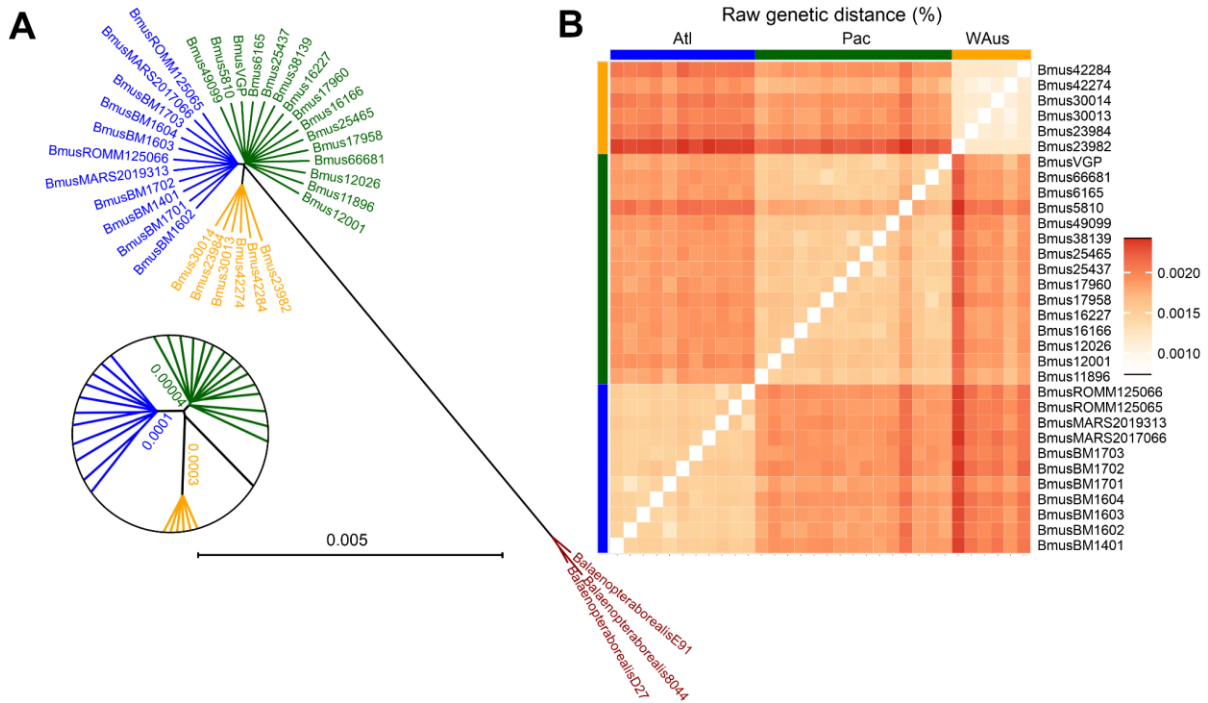 A
BmusROMM125065
BmusMARS2017066
BmusBM1703
BmusBM1604
BmusBM1603
BmusROMM125066
BmusMARS2019313
BmusBM1702
BmusBM1401
BmusBM1701
BmusBM1602
Bmus49099
Bmus5810
BmusVGP
Bmus6165
Bmus25437
Bmus38139
Bmus16227
Bmus17960
Bmus16166
Bmus25465
Bmus17958
Bmus66681
Bmus12026
Bmus11896
Bmus12001
Bmus30014
Bmus23984
Bmus30013
Bmus42274
Bmus42284
Bmus23982
0.00004
0.0001
0.0003
0.005
BalaenopteraborealisE91
Balaenopteraborealis8044
BalaenopteraborealisD27
B
Raw genetic distance (%)
Atl Pac WAus
Bmus42284
Bmus42274
Bmus30014
Bmus30013
Bmus23984
Bmus23982
BmusVGP
Bmus66681
Bmus6165
Bmus5810
Bmus49099
Bmus38139
Bmus25465
Bmus25437
Bmus17960
Bmus17958
Bmus16227
Bmus16166
Bmus12026
Bmus12001
Bmus11896
BmusROMM125066
BmusROMM125065
BmusMARS2019313
BmusMARS2017066
BmusBM1703
BmusBM1702
BmusBM1701
BmusBM1604
BmusBM1603
BmusBM1602
BmusBM1401
0.0020
0.0015
0.0010